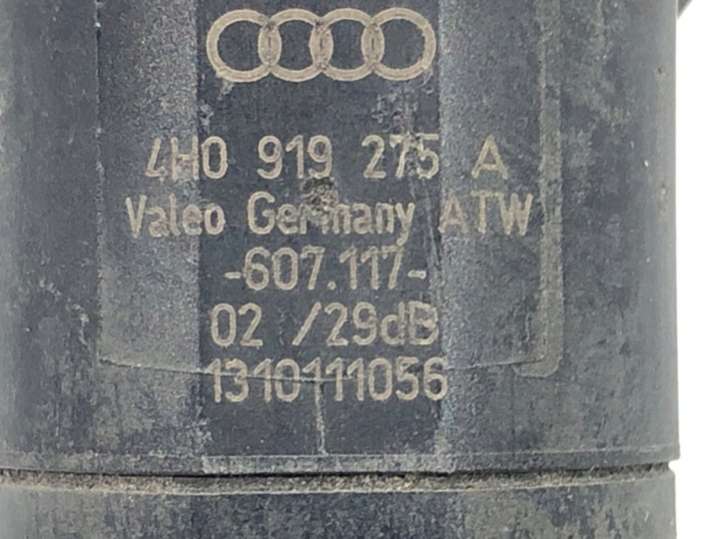 4H0 919 275 A
Valeo Germany ATW
-607.117-
02 /29dB
1310111056